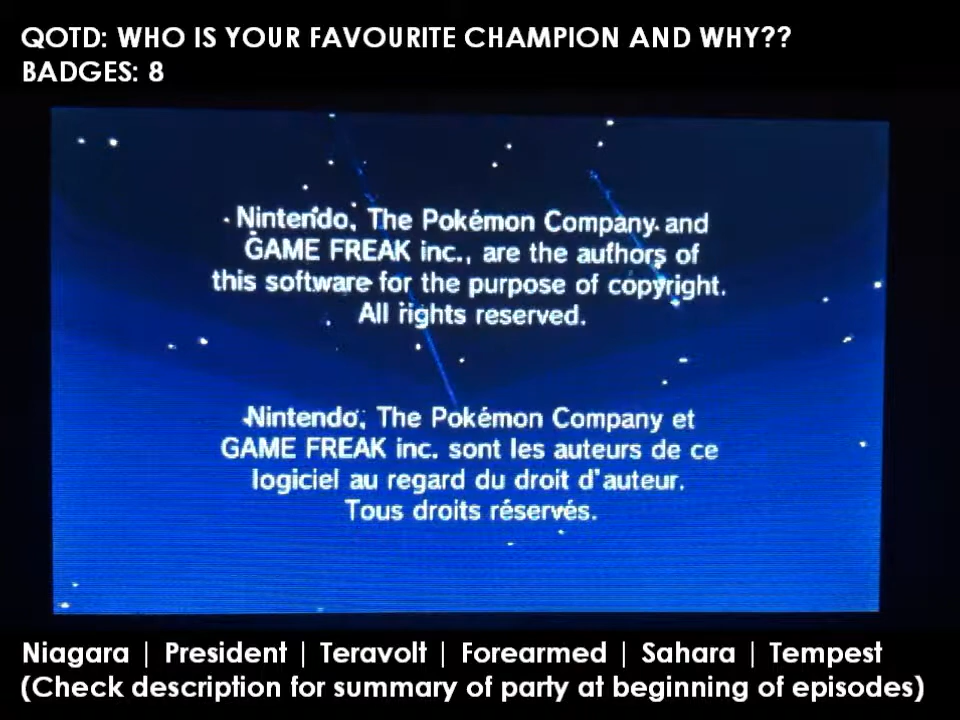 QOTD: WHO IS YOUR FAVOURITE CHAMPION AND WHY??
BADGES: 8
Nintendo, The Pokémon Company and
GAME FREAK inc., are the authors of
this software for the purpose of copyright.
All rights reserved.
Nintendo, The Pokémon Company et
GAME FREAK inc. sont les auteurs de ce
logiciel au regard du droit d'auteur.
Tous droits réservés.
Niagara | President | Teravolt | Forearmed | Sahara | Tempest
(Check description for summary of party at beginning of episodes)